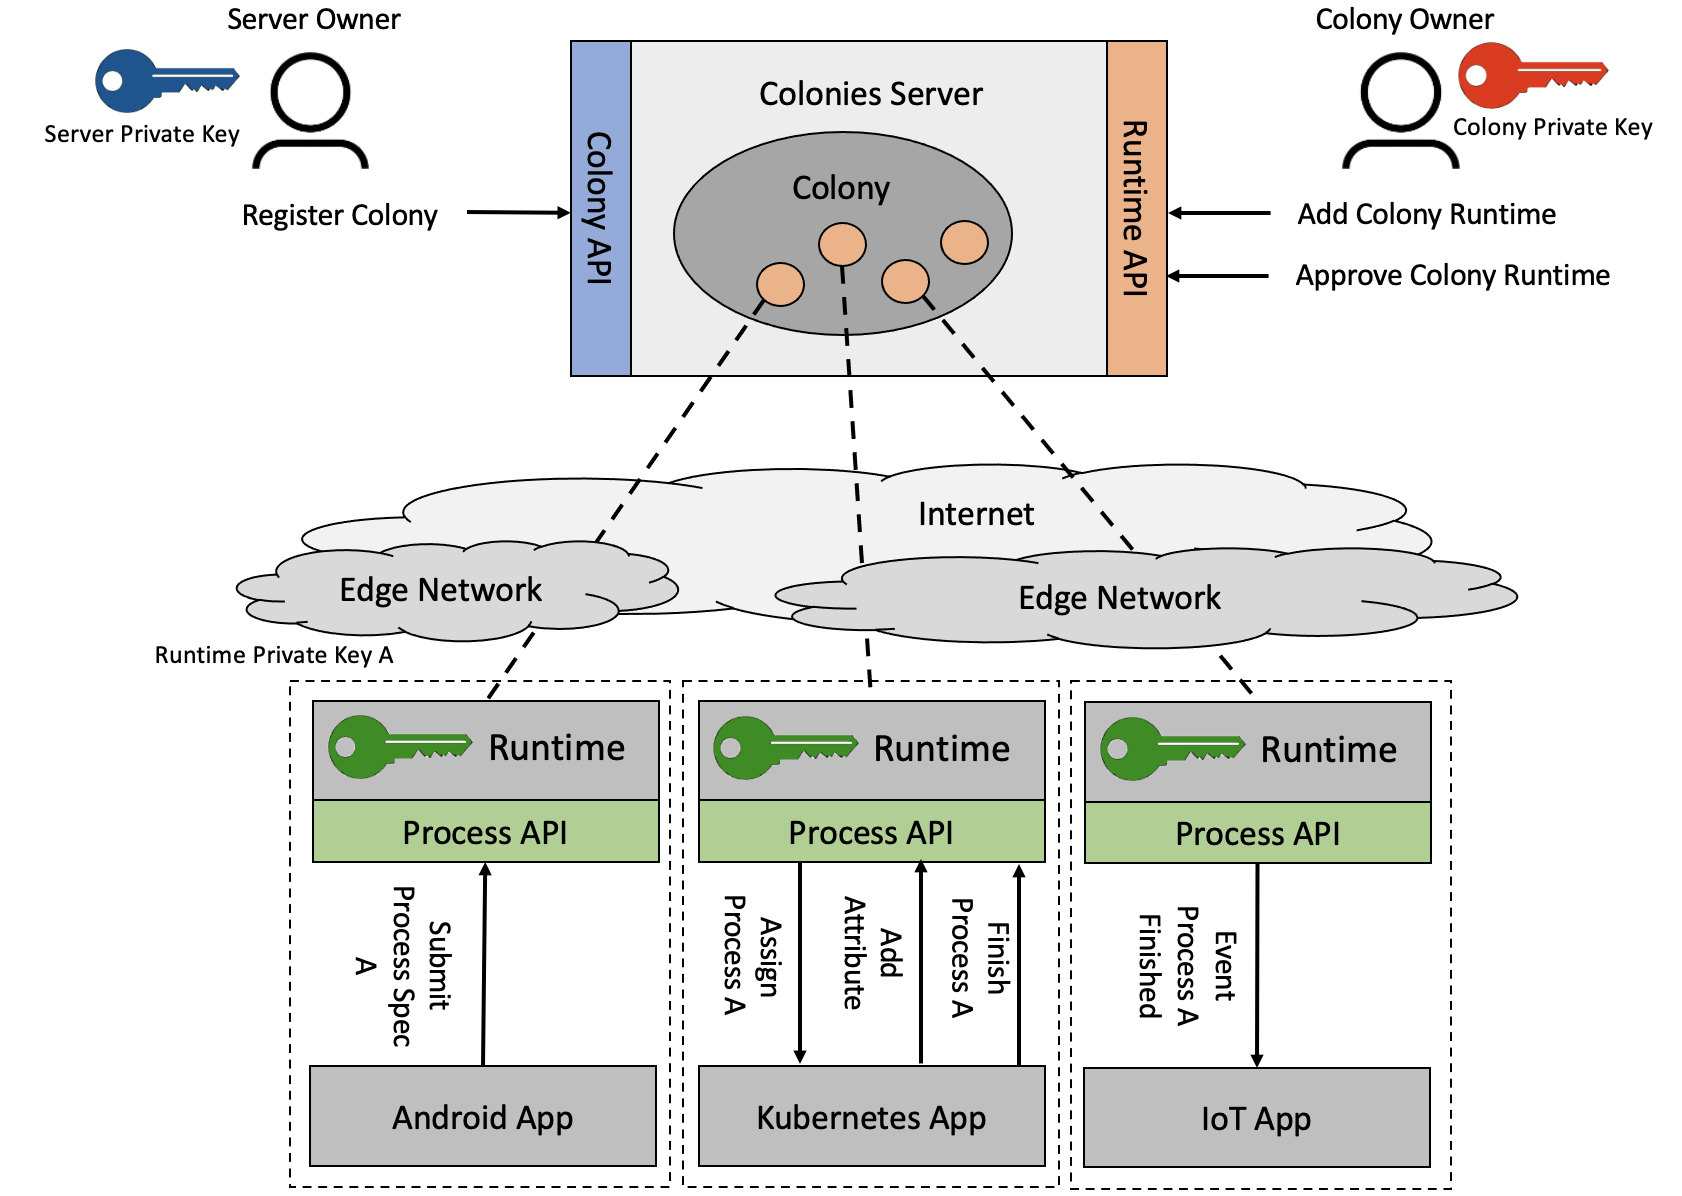 Server Owner
Colony Owner
Server Private Key
Colony Private Key
Colonies Server
Colony API
Colony
Runtime API
Register Colony
Add Colony Runtime
Approve Colony Runtime
Internet
Edge Network
Edge Network
Runtime Private Key A
Runtime
Runtime
Runtime
Process API
Process API
Process API
Submit
Process Spec
A
Assign
Process A
Add
Attribute
Finish
Process A
Event
Process A
Finished
Android App
Kubernetes App
IoT App